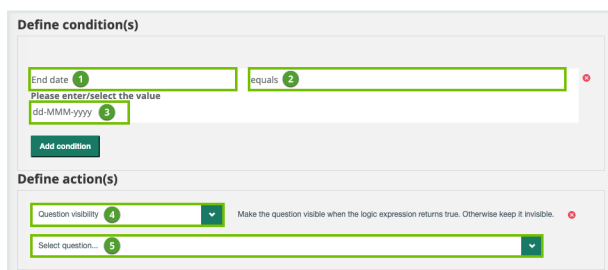 Define condition(s)
End date 1 equals 2
Please enter/select the value
dd-MMM-yyyy 3
Add condition
Define action(s)
Question visibility 4 Make the question visible when the logic expression returns true. Otherwise keep it invisible.
Select question... 5